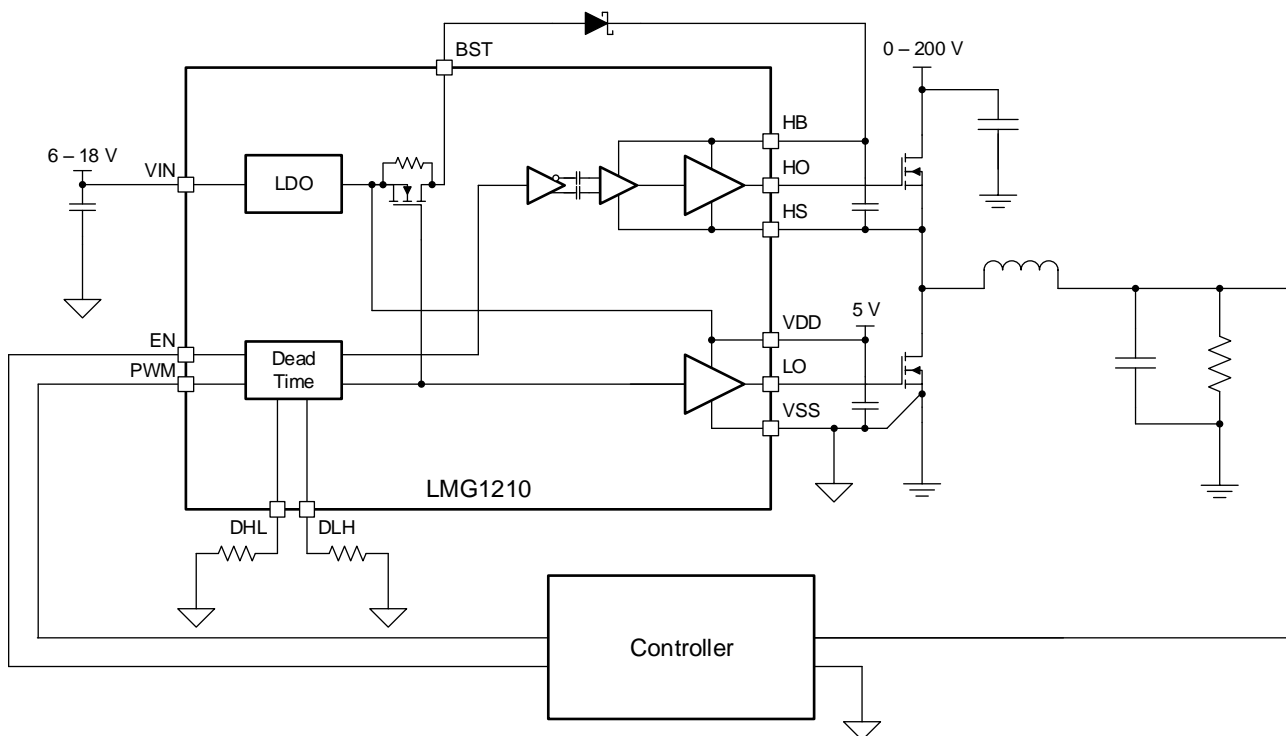 BST
0 – 200 V
HB
6 – 18 V
VIN
LDO
HO
HS
EN
PWM
Dead
Time
VDD
5 V
LO
VSS
LMG1210
DHL
DLH
Controller